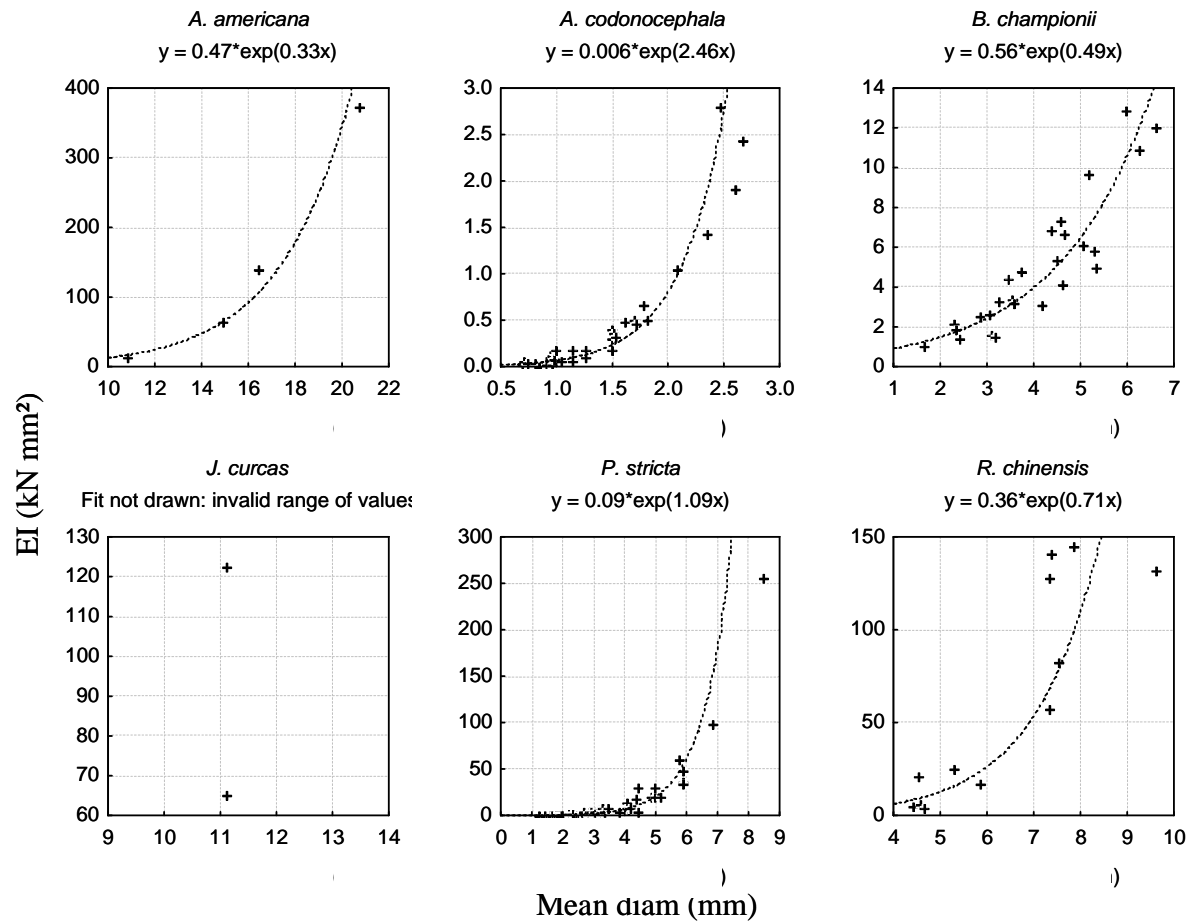 A. americana
y = 0.47*exp(0.33x)
400
300
200
100
0
10 12 14 16 18 20 22
A. codonocephala
y = 0.006*exp(2.46x)
3.0
2.5
2.0
1.5
1.0
0.5
0.0
0.5 1.0 1.5 2.0 2.5 3.0
)
B. championii
y = 0.56*exp(0.49x)
14
12
10
8
6
4
2
0
1 2 3 4 5 6 7
)
EI (kN mm²)
J. curcas
Fit not drawn: invalid range of values
130
120
110
100
90
80
70
60
9 10 11 12 13 14
P. stricta
y = 0.09*exp(1.09x)
300
250
200
150
100
50
0
0 1 2 3 4 5 6 7 8 9
)
R. chinensis
y = 0.36*exp(0.71x)
150
100
50
0
4 5 6 7 8 9 10
)
Mean diam (mm)